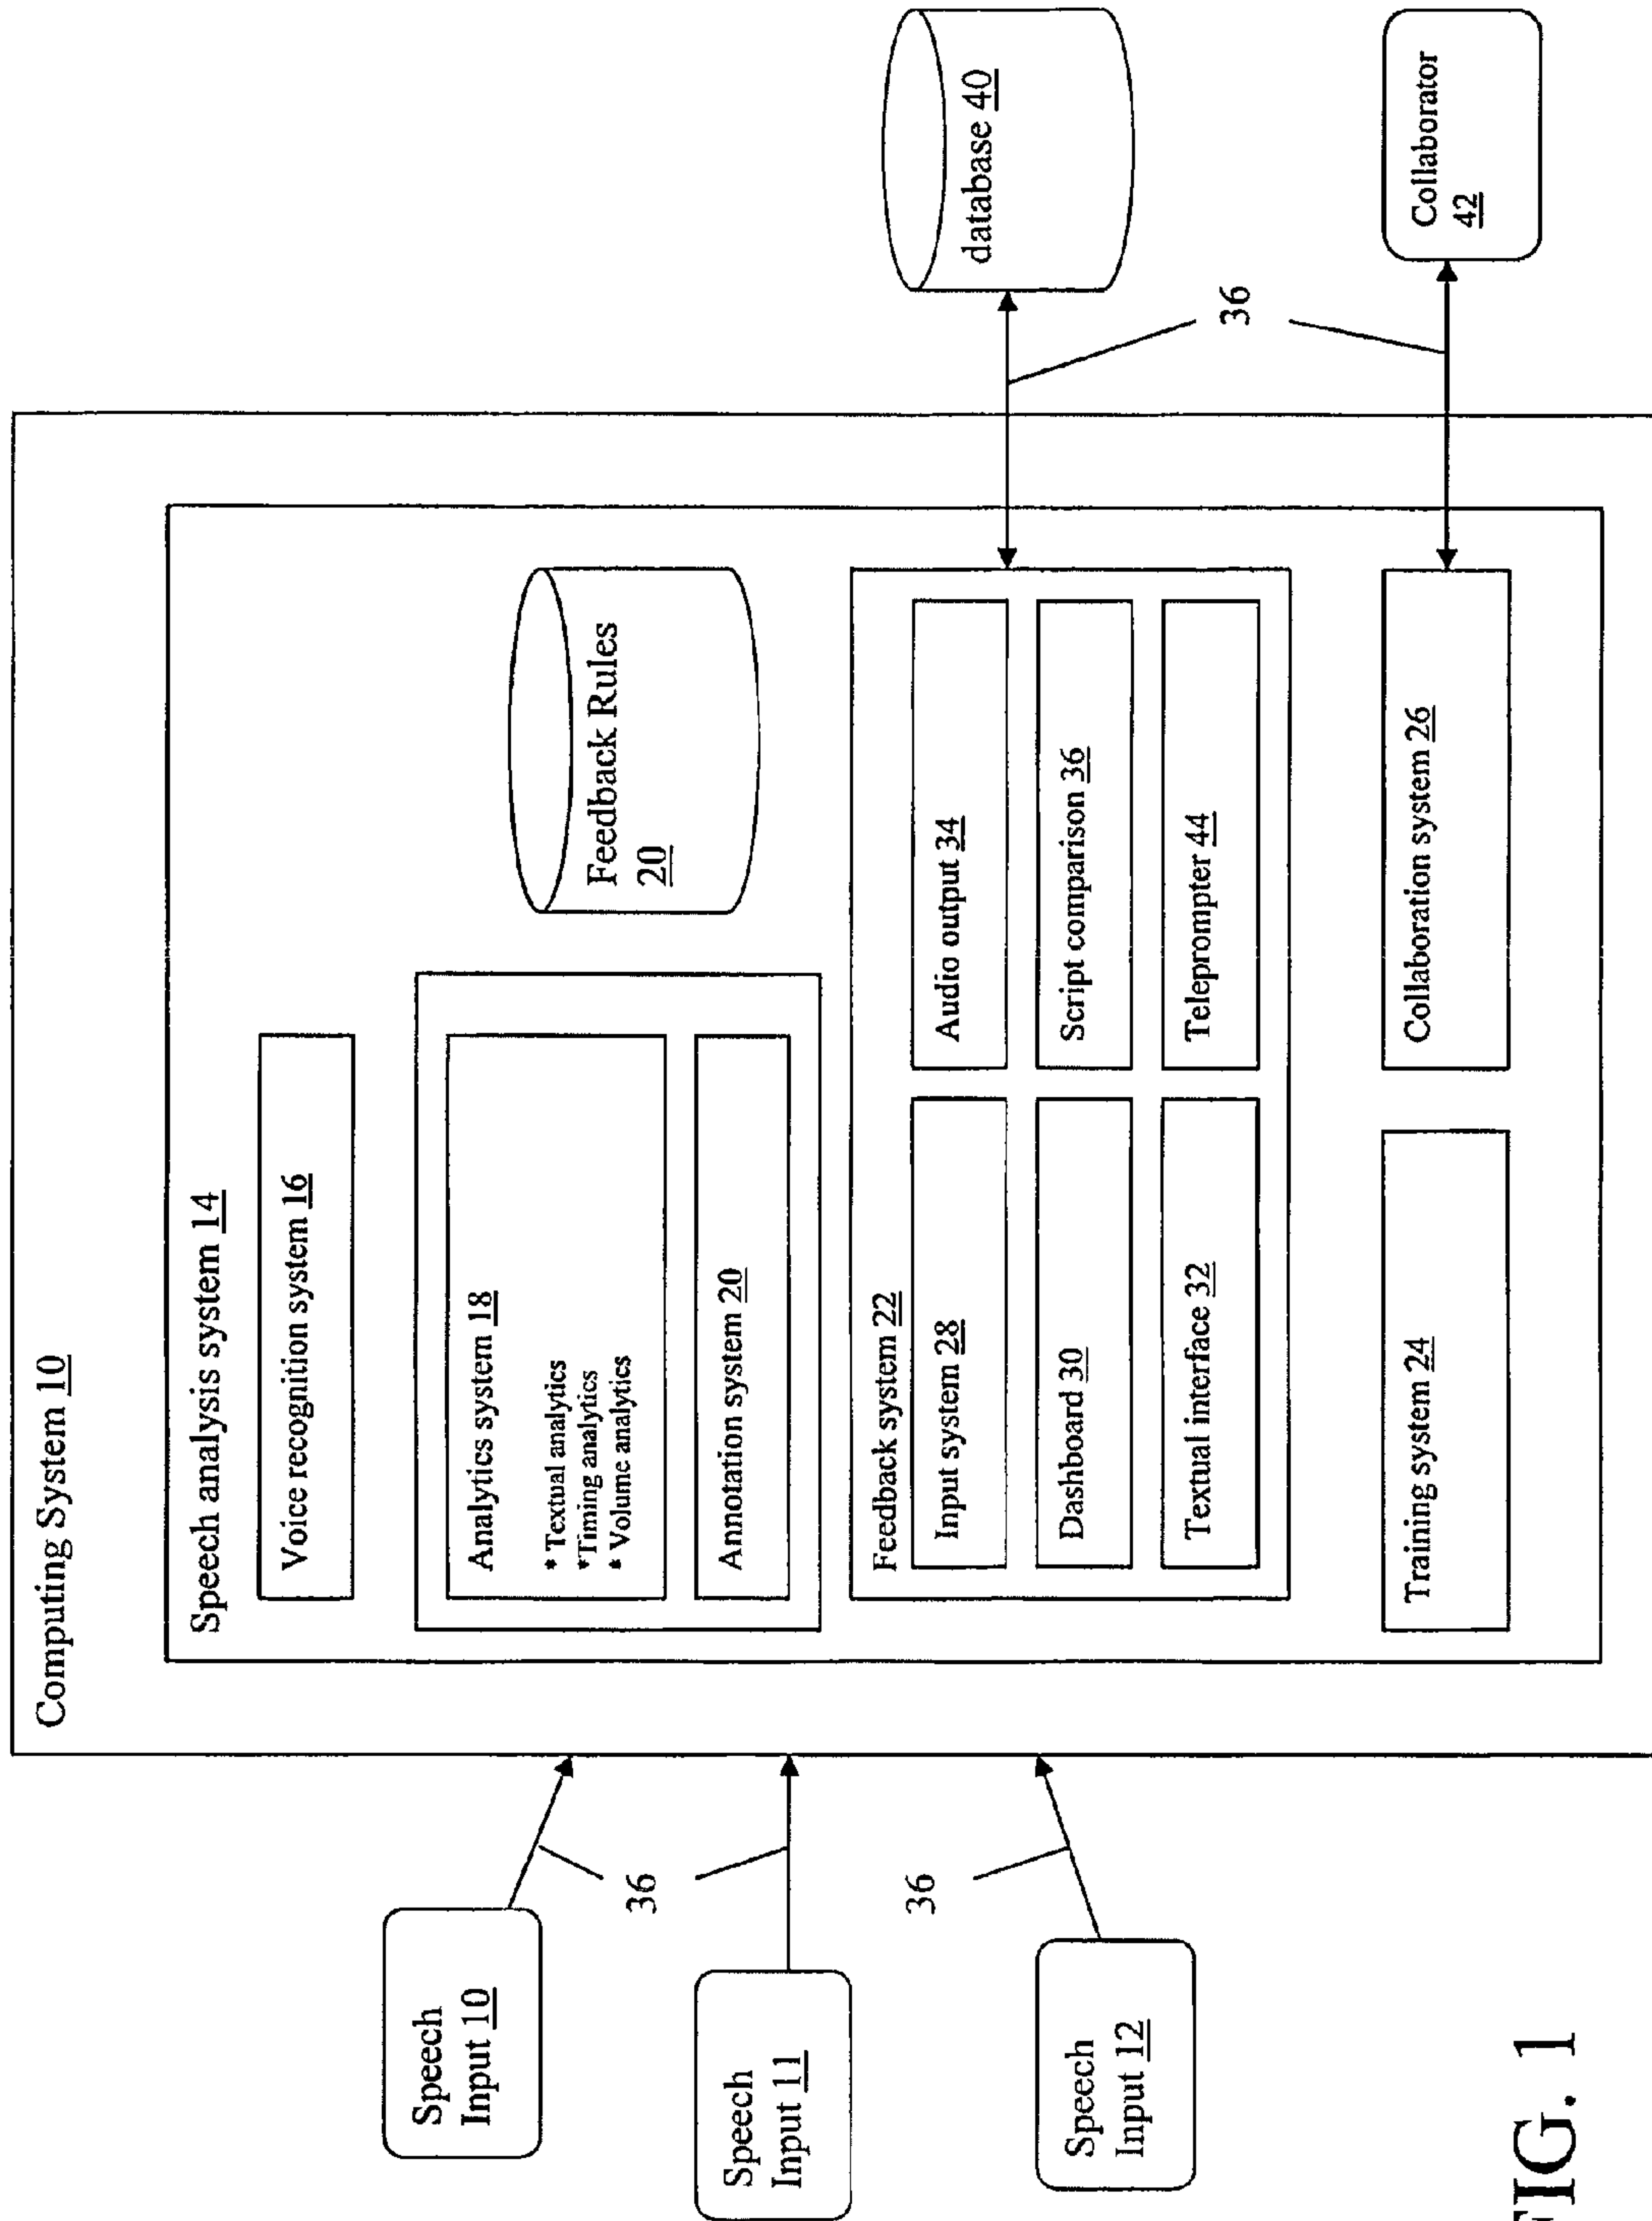 Computing System 10
Speech analysis system 14
Voice recognition system 16
Analytics system 18
* Textual analytics
*Timing analytics
* Volume analytics
Annotation system 20
Feedback Rules
20
Feedback system 22
Input system 28
Audio output 34
Dashboard 30
Script comparison 36
Textual interface 32
Teleprompter 44
Training system 24
Collaboration system 26
Speech
Input 10
36
Speech
Input 11
36
Speech
Input 12
database 40
36
Collaborator
42
FIG. 1